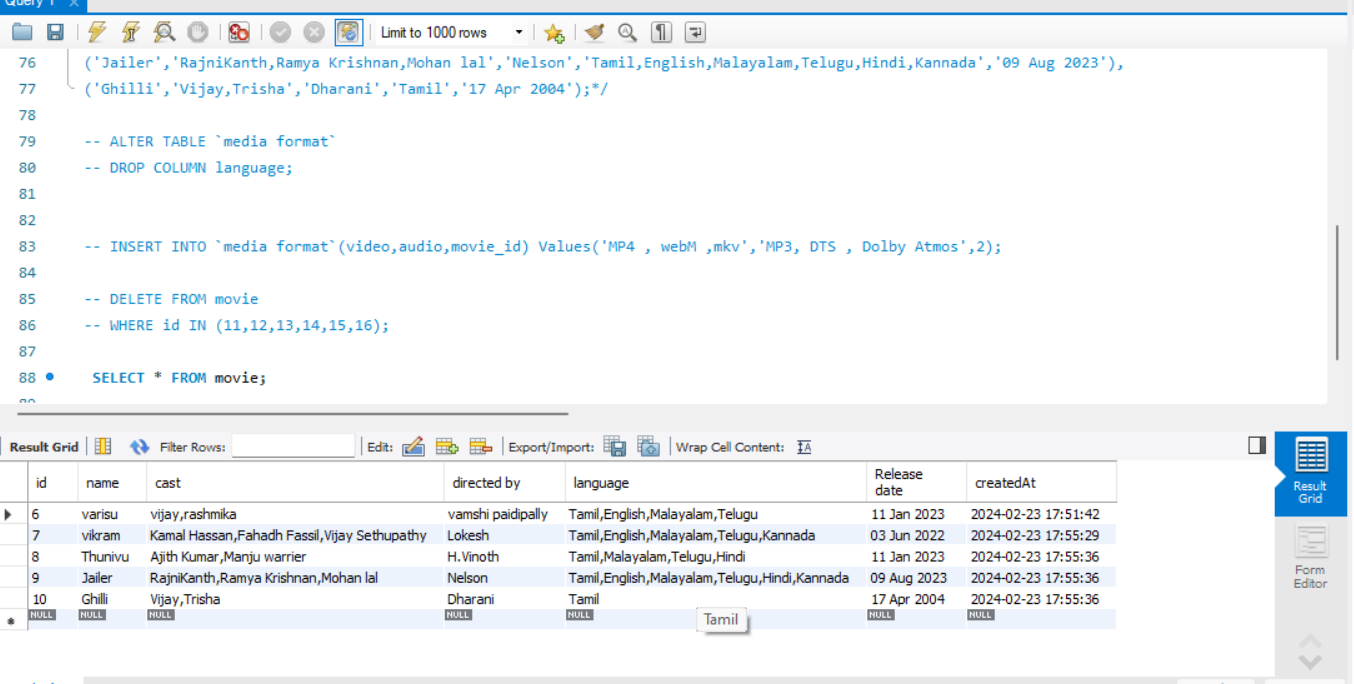 Query 1
Limit to 1000 rows
76 ('Jailer','RajniKanth,Ramya Krishnan,Mohan lal','Nelson','Tamil,English,Malayalam,Telugu,Hindi,Kannada','09 Aug 2023'),
77 ('Ghilli','Vijay,Trisha','Dharani','Tamil','17 Apr 2004');*/
78
79 -- ALTER TABLE `media format`
80 -- DROP COLUMN language;
81
82
83 -- INSERT INTO `media format`(video,audio,movie_id) Values('MP4 , webM ,mkv','MP3, DTS , Dolby Atmos',2);
84
85 -- DELETE FROM movie
86 -- WHERE id IN (11,12,13,14,15,16);
87
88 SELECT * FROM movie;
Result Grid Filter Rows: Edit: Export/Import: Wrap Cell Content:
id name cast directed by language Release date createdAt
6 varisu vijay,rashmika vamshi paidipally Tamil,English,Malayalam,Telugu 11 Jan 2023 2024-02-23 17:51:42
7 vikram Kamal Hassan,Fahadh Fassil,Vijay Sethupathy Lokesh Tamil,English,Malayalam,Telugu,Kannada 03 Jun 2022 2024-02-23 17:55:29
8 Thunivu Ajith Kumar,Manju warrier H.Vinoth Tamil,Malayalam,Telugu,Hindi 11 Jan 2023 2024-02-23 17:55:36
9 Jailer RajniKanth,Ramya Krishnan,Mohan lal Nelson Tamil,English,Malayalam,Telugu,Hindi,Kannada 09 Aug 2023 2024-02-23 17:55:36
10 Ghilli Vijay,Trisha Dharani Tamil 17 Apr 2004 2024-02-23 17:55:36
NULL NULL NULL NULL NULL NULL NULL
Tamil
Result
Grid
Form
Editor